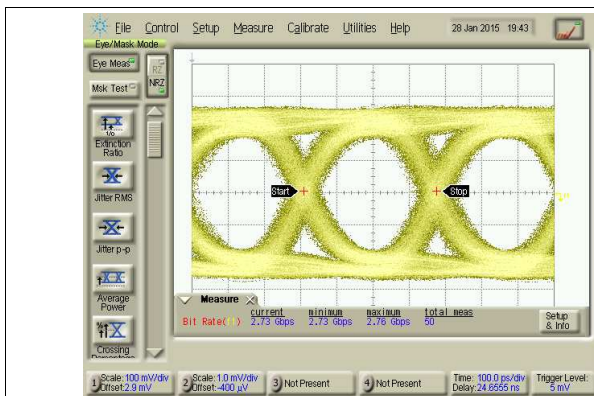 File Control Setup Measure Calibrate Utilities Help 28 Jan 2015 19:43
Eye/Mask Mode
Eye Meas
RZ
NRZ
Msk Test
Extinction
Ratio
Jitter RMS
Jitter p-p
Average
Power
Crossing
Start
Stop
Measure
current minimum maximum total meas
Bit Rate( ) 2.73 Gbps 2.73 Gbps 2.76 Gbps 50
Setup
& Info
1 Scale: 100 mV/div
Offset: 2.9 mV
2 Scale: 1.0 mV/div
Offset: -400 µV
3 Not Present
4 Not Present
Time: 100.0 ps/div
Delay: 24.6555 ns
Trigger Level:
5 mV